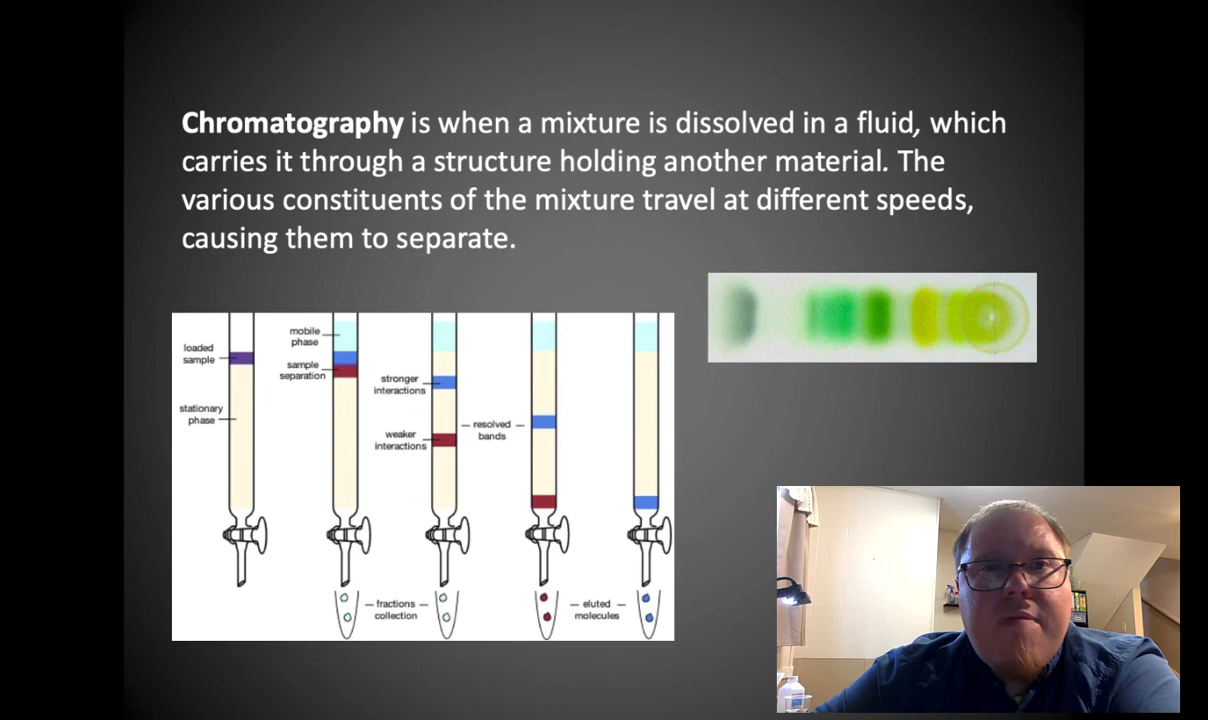 Chromatography is when a mixture is dissolved in a fluid, which
carries it through a structure holding another material. The
various constituents of the mixture travel at different speeds,
causing them to separate.
loaded
sample
stationary
phase
mobile
phase
sample
separation
stronger
interactions
weaker
interactions
resolved
bands
fractions
collection
eluted
molecules